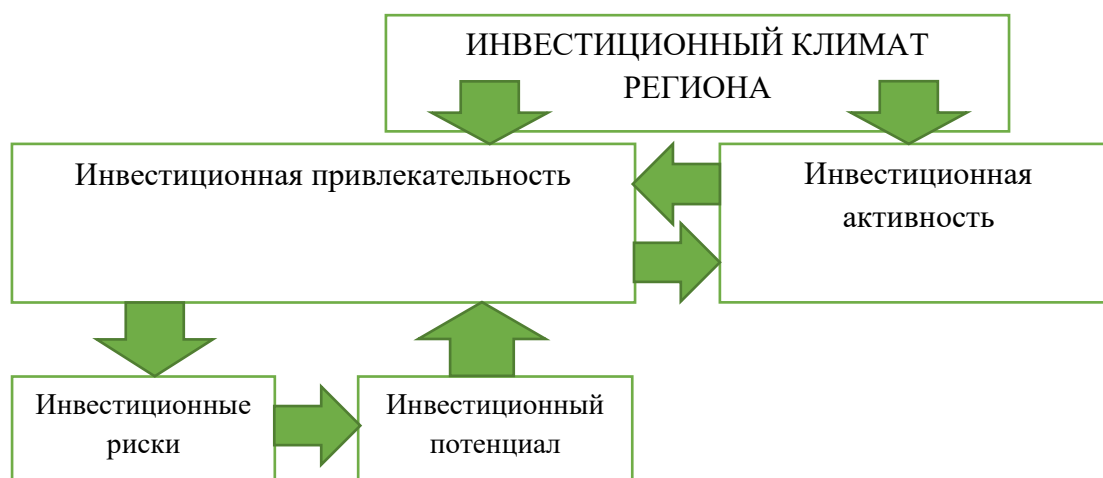 ИНВЕСТИЦИОННЫЙ КЛИМАТ
РЕГИОНА
Инвестиционная привлекательность
Инвестиционная
активность
Инвестиционные
риски
Инвестиционный
потенциал